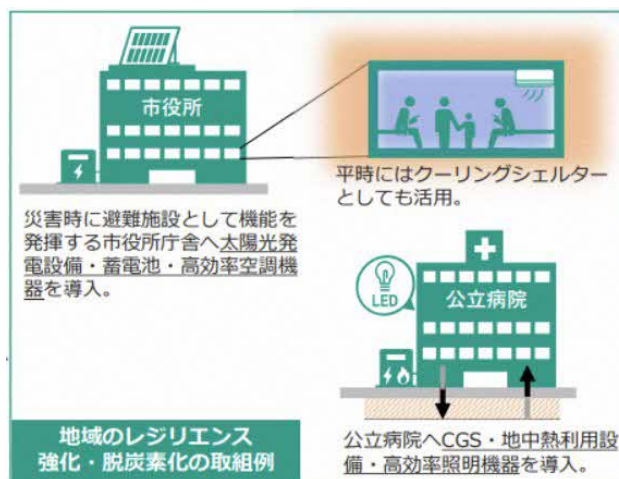 市役所
平時にはクーリングシェルター
としても活用。
災害時に避難施設として機能を
発揮する市役所庁舎へ太陽光発
電設備・蓄電池・高効率空調機
器を導入。
LED
公立病院
地域のレジリエンス
強化・脱炭素化の取組例
公立病院へCGS・地中熱利用設
備・高効率照明機器を導入。